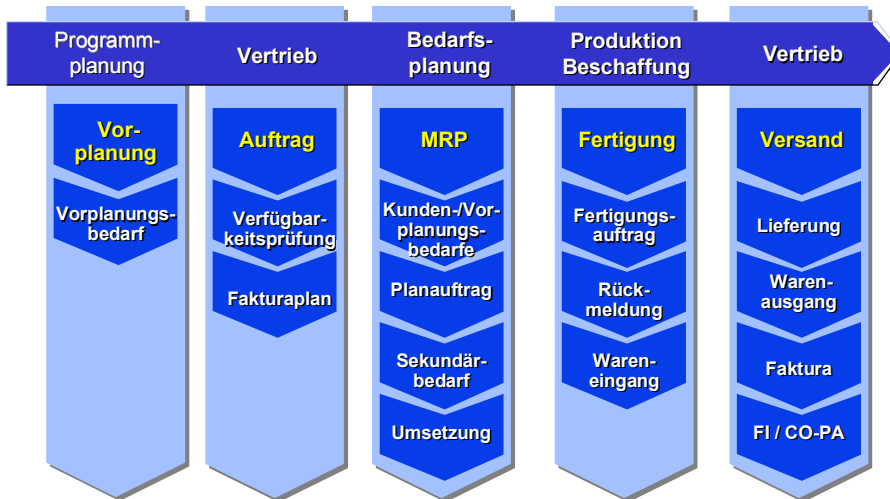 Programm-
planung
Vertrieb
Bedarfs-
planung
Produktion
Beschaffung
Vertrieb
Vor-
planung
Vorplanungs-
bedarf
Auftrag
Verfügbar-
keitsprüfung
Fakturaplan
MRP
Kunden-/Vor-
planungs-
bedarfe
Planauftrag
Sekundär-
bedarf
Umsetzung
Fertigung
Fertigungs-
auftrag
Rück-
meldung
Waren-
eingang
Versand
Lieferung
Waren-
ausgang
Faktura
FI / CO-PA